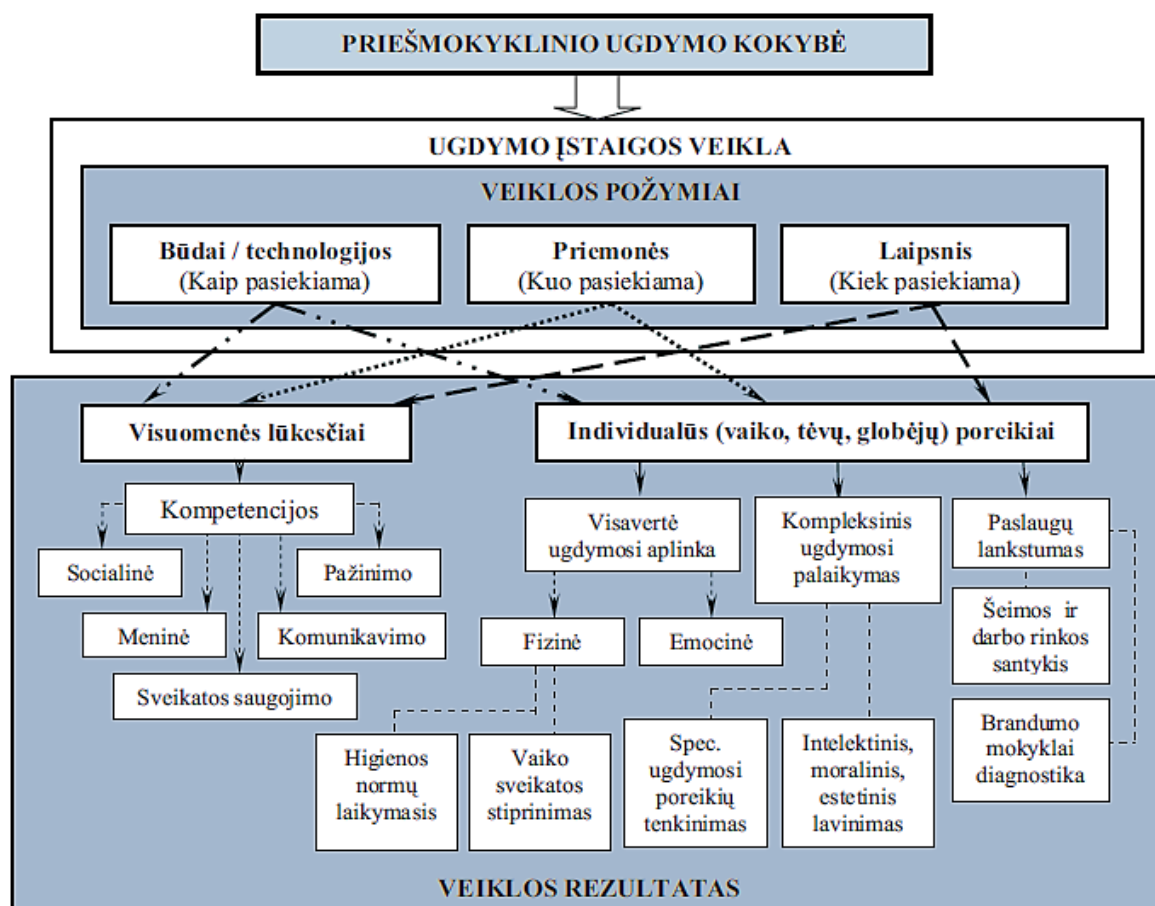 PRIEŠMOKYKLINIO UGDYMO KOKYBĖ
UGDYMO ĮSTAIGOS VEIKLA
VEIKLOS POŽYMIAI
Būdai / technologijos
(Kaip pasiekiama)
Priemonės
(Kuo pasiekiama)
Laipsnis
(Kiek pasiekiama)
Visuomenės lūkesčiai
Individualūs (vaiko, tėvų, globėjų) poreikiai
Kompetencijos
Socialinė
Pažinimo
Meninė
Komunikavimo
Sveikatos saugojimo
Visavertė
ugdymosi aplinka
Kompleksinis
ugdymosi
palaikymas
Paslaugų
lankstumas
Fizinė
Emocinė
Šeimos ir
darbo rinkos
santykis
Higienos
normų
laikymasis
Vaiko
sveikatos
stiprinimas
Spec.
ugdymosi
poreikių
tenkinimas
Intelektinis,
moralinis,
estetinis
lavinimas
Brandumo
mokyklai
diagnostika
VEIKLOS REZULTATAS